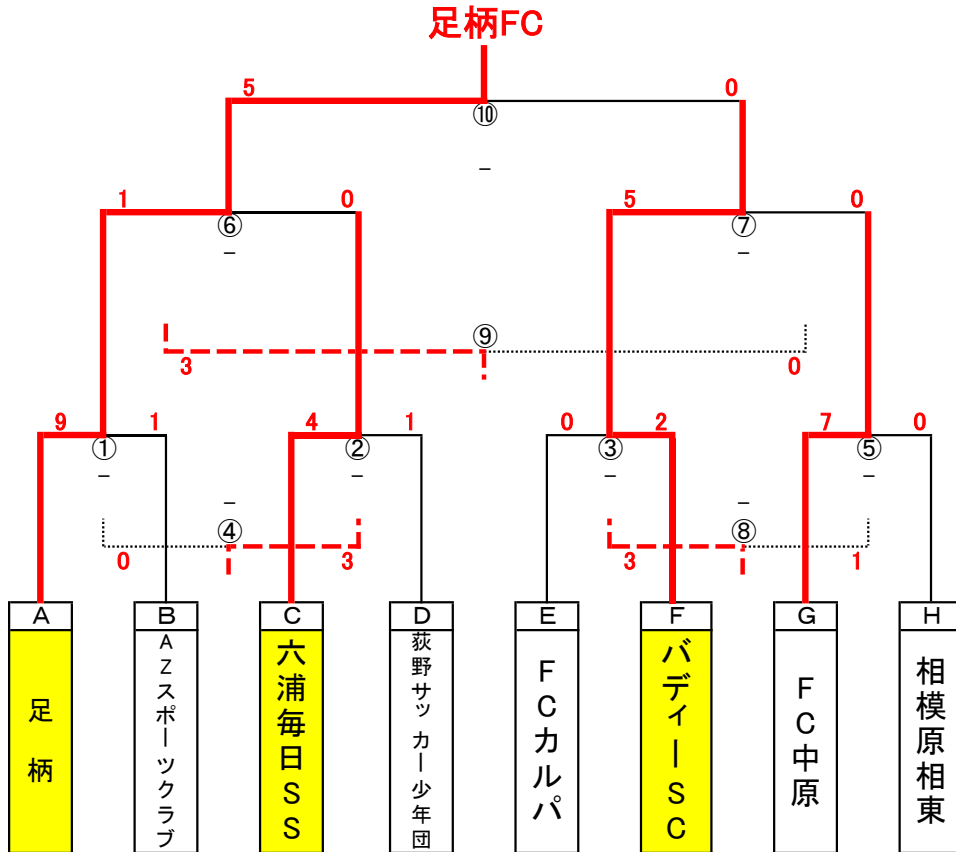 足柄FC
5 0
⑩
－
1 0 5 0
⑥ ⑦
－ －
⑨
3 0
9 1 4 1 0 2 7 0
① ② ③ ⑤
－ － － －
－ －
④ ⑧
0 3 3 1
A B C D E F G H
足柄
AZスポーツクラブ
六浦毎日SS
荻野サッカー少年団
FCカルパ
バディーSC
FC中原
相模原相東